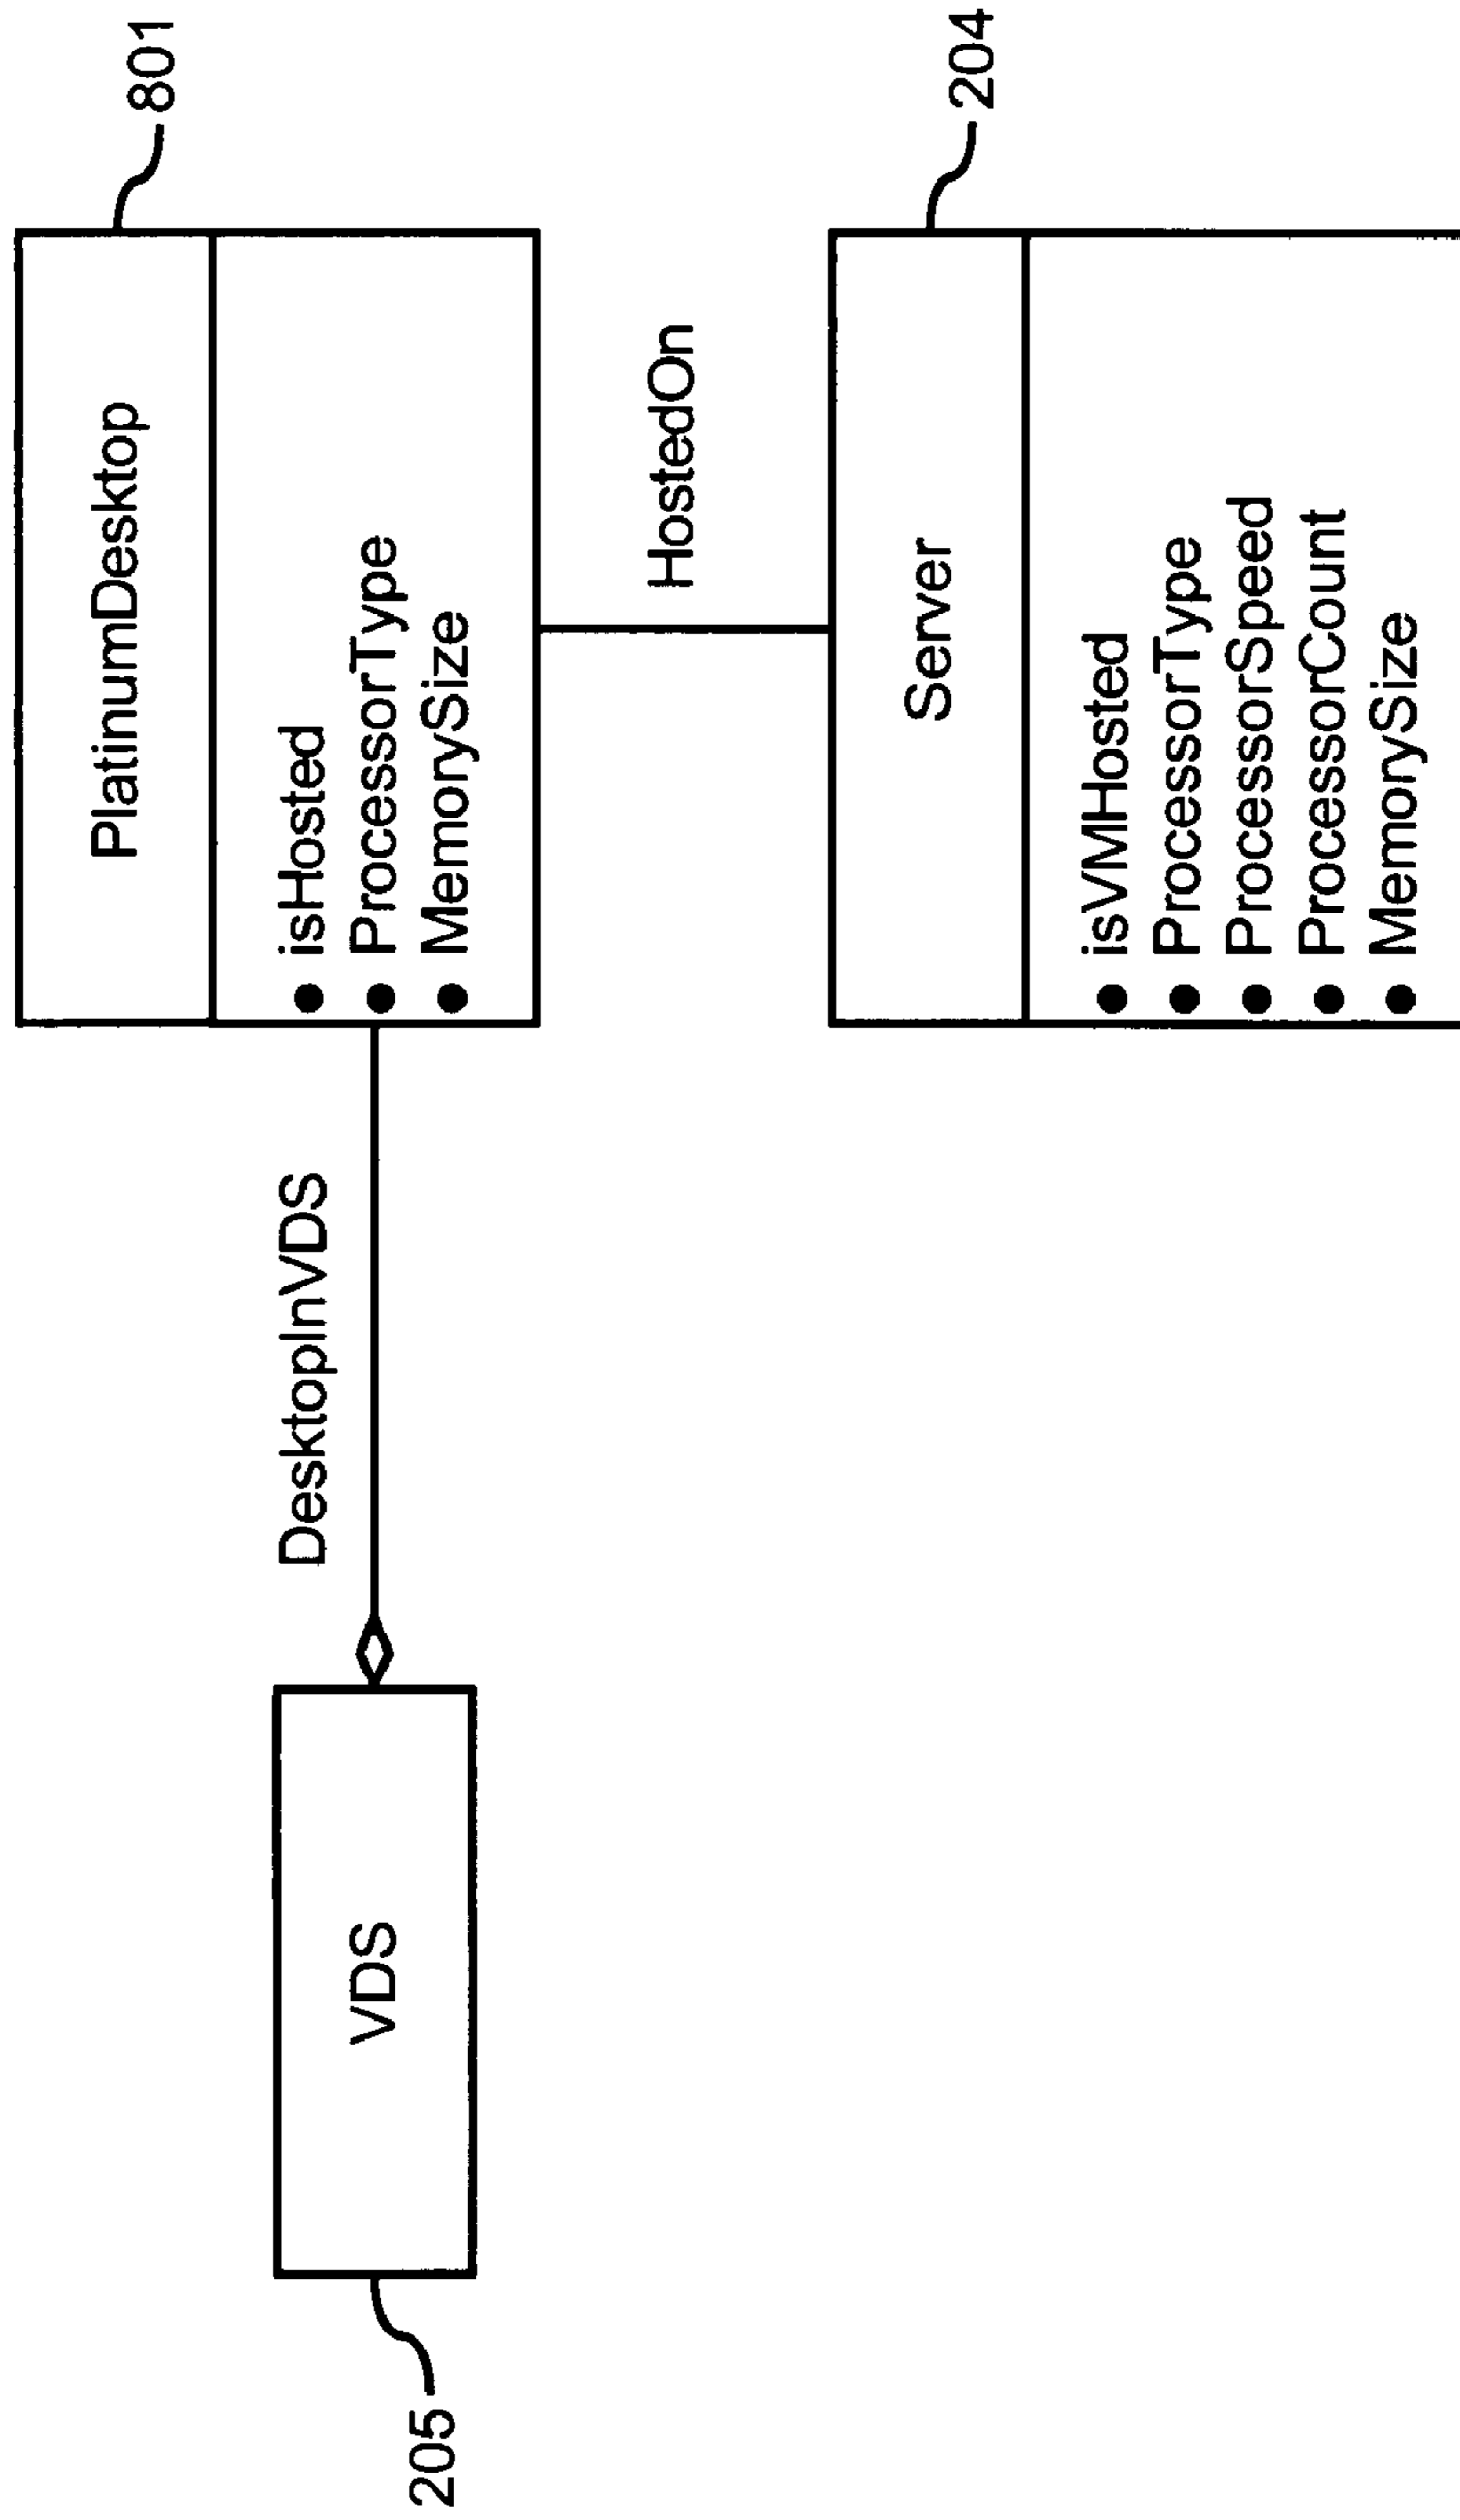 801
PlatinumDesktop
• isHosted
• ProcessorType
• MemorySize
DesktopInVDS
VDS
205
HostedOn
204
Server
• isVMHosted
• ProcessorType
• ProcessorSpeed
• ProcessorCount
• MemorySize